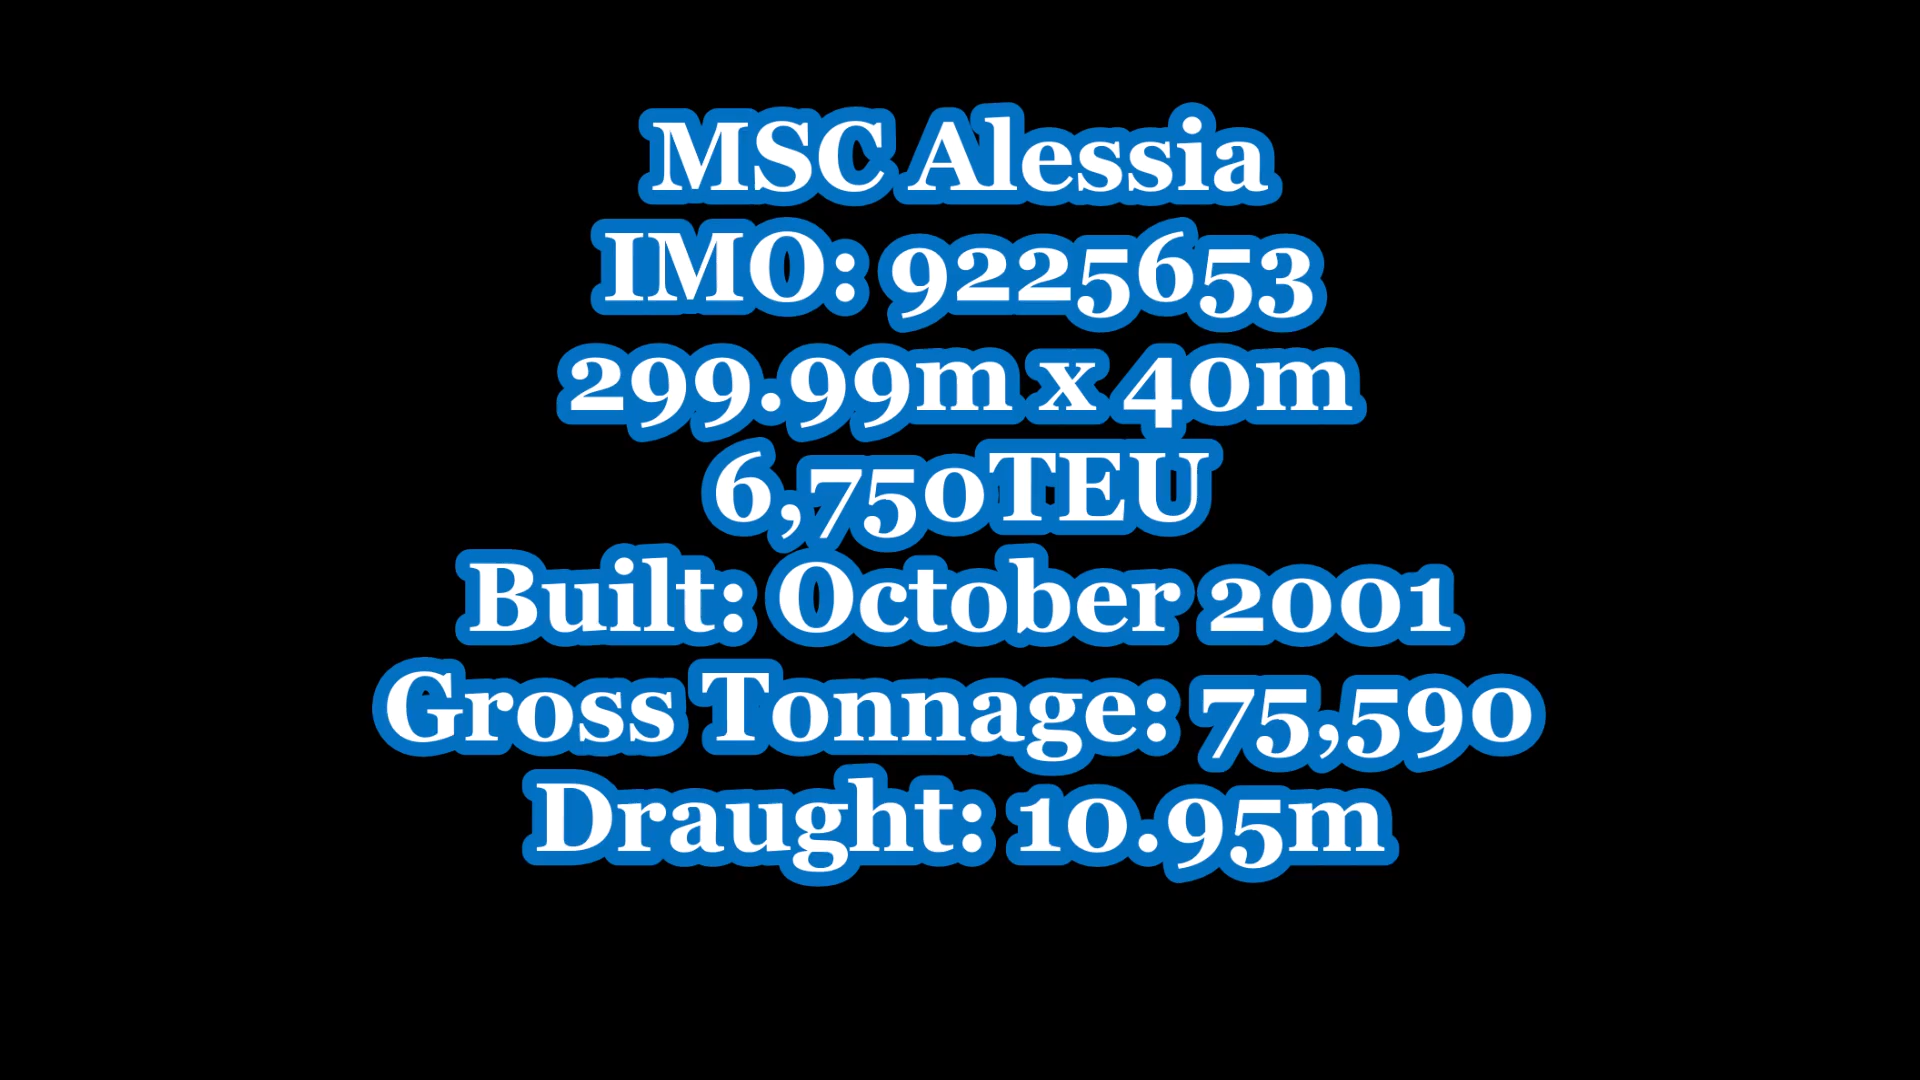 MSC Alessia
IMO: 9225653
299.99m x 40m
6,750TEU
Built: October 2001
Gross Tonnage: 75,590
Draught: 10.95m